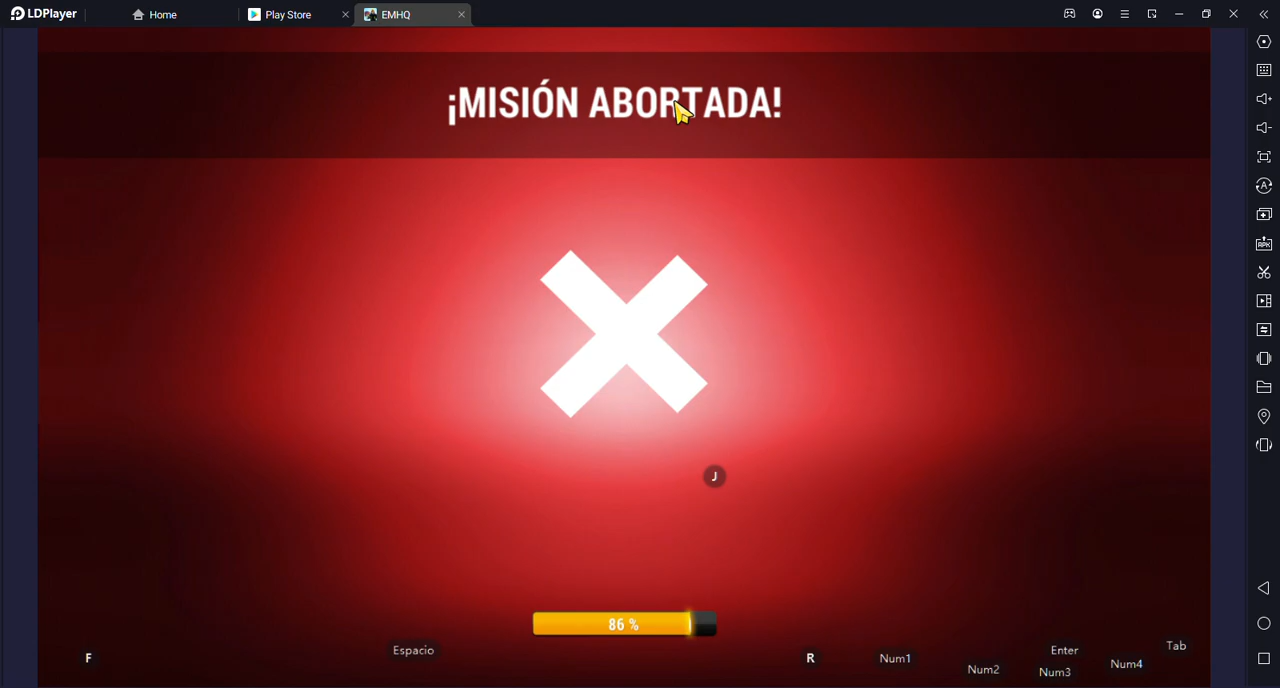 LDPlayer
Home
Play Store
EMHQ
¡MISIÓN ABORTADA!
J
86 %
F
Espacio
R
Num1
Num2
Enter
Num3
Num4
Tab